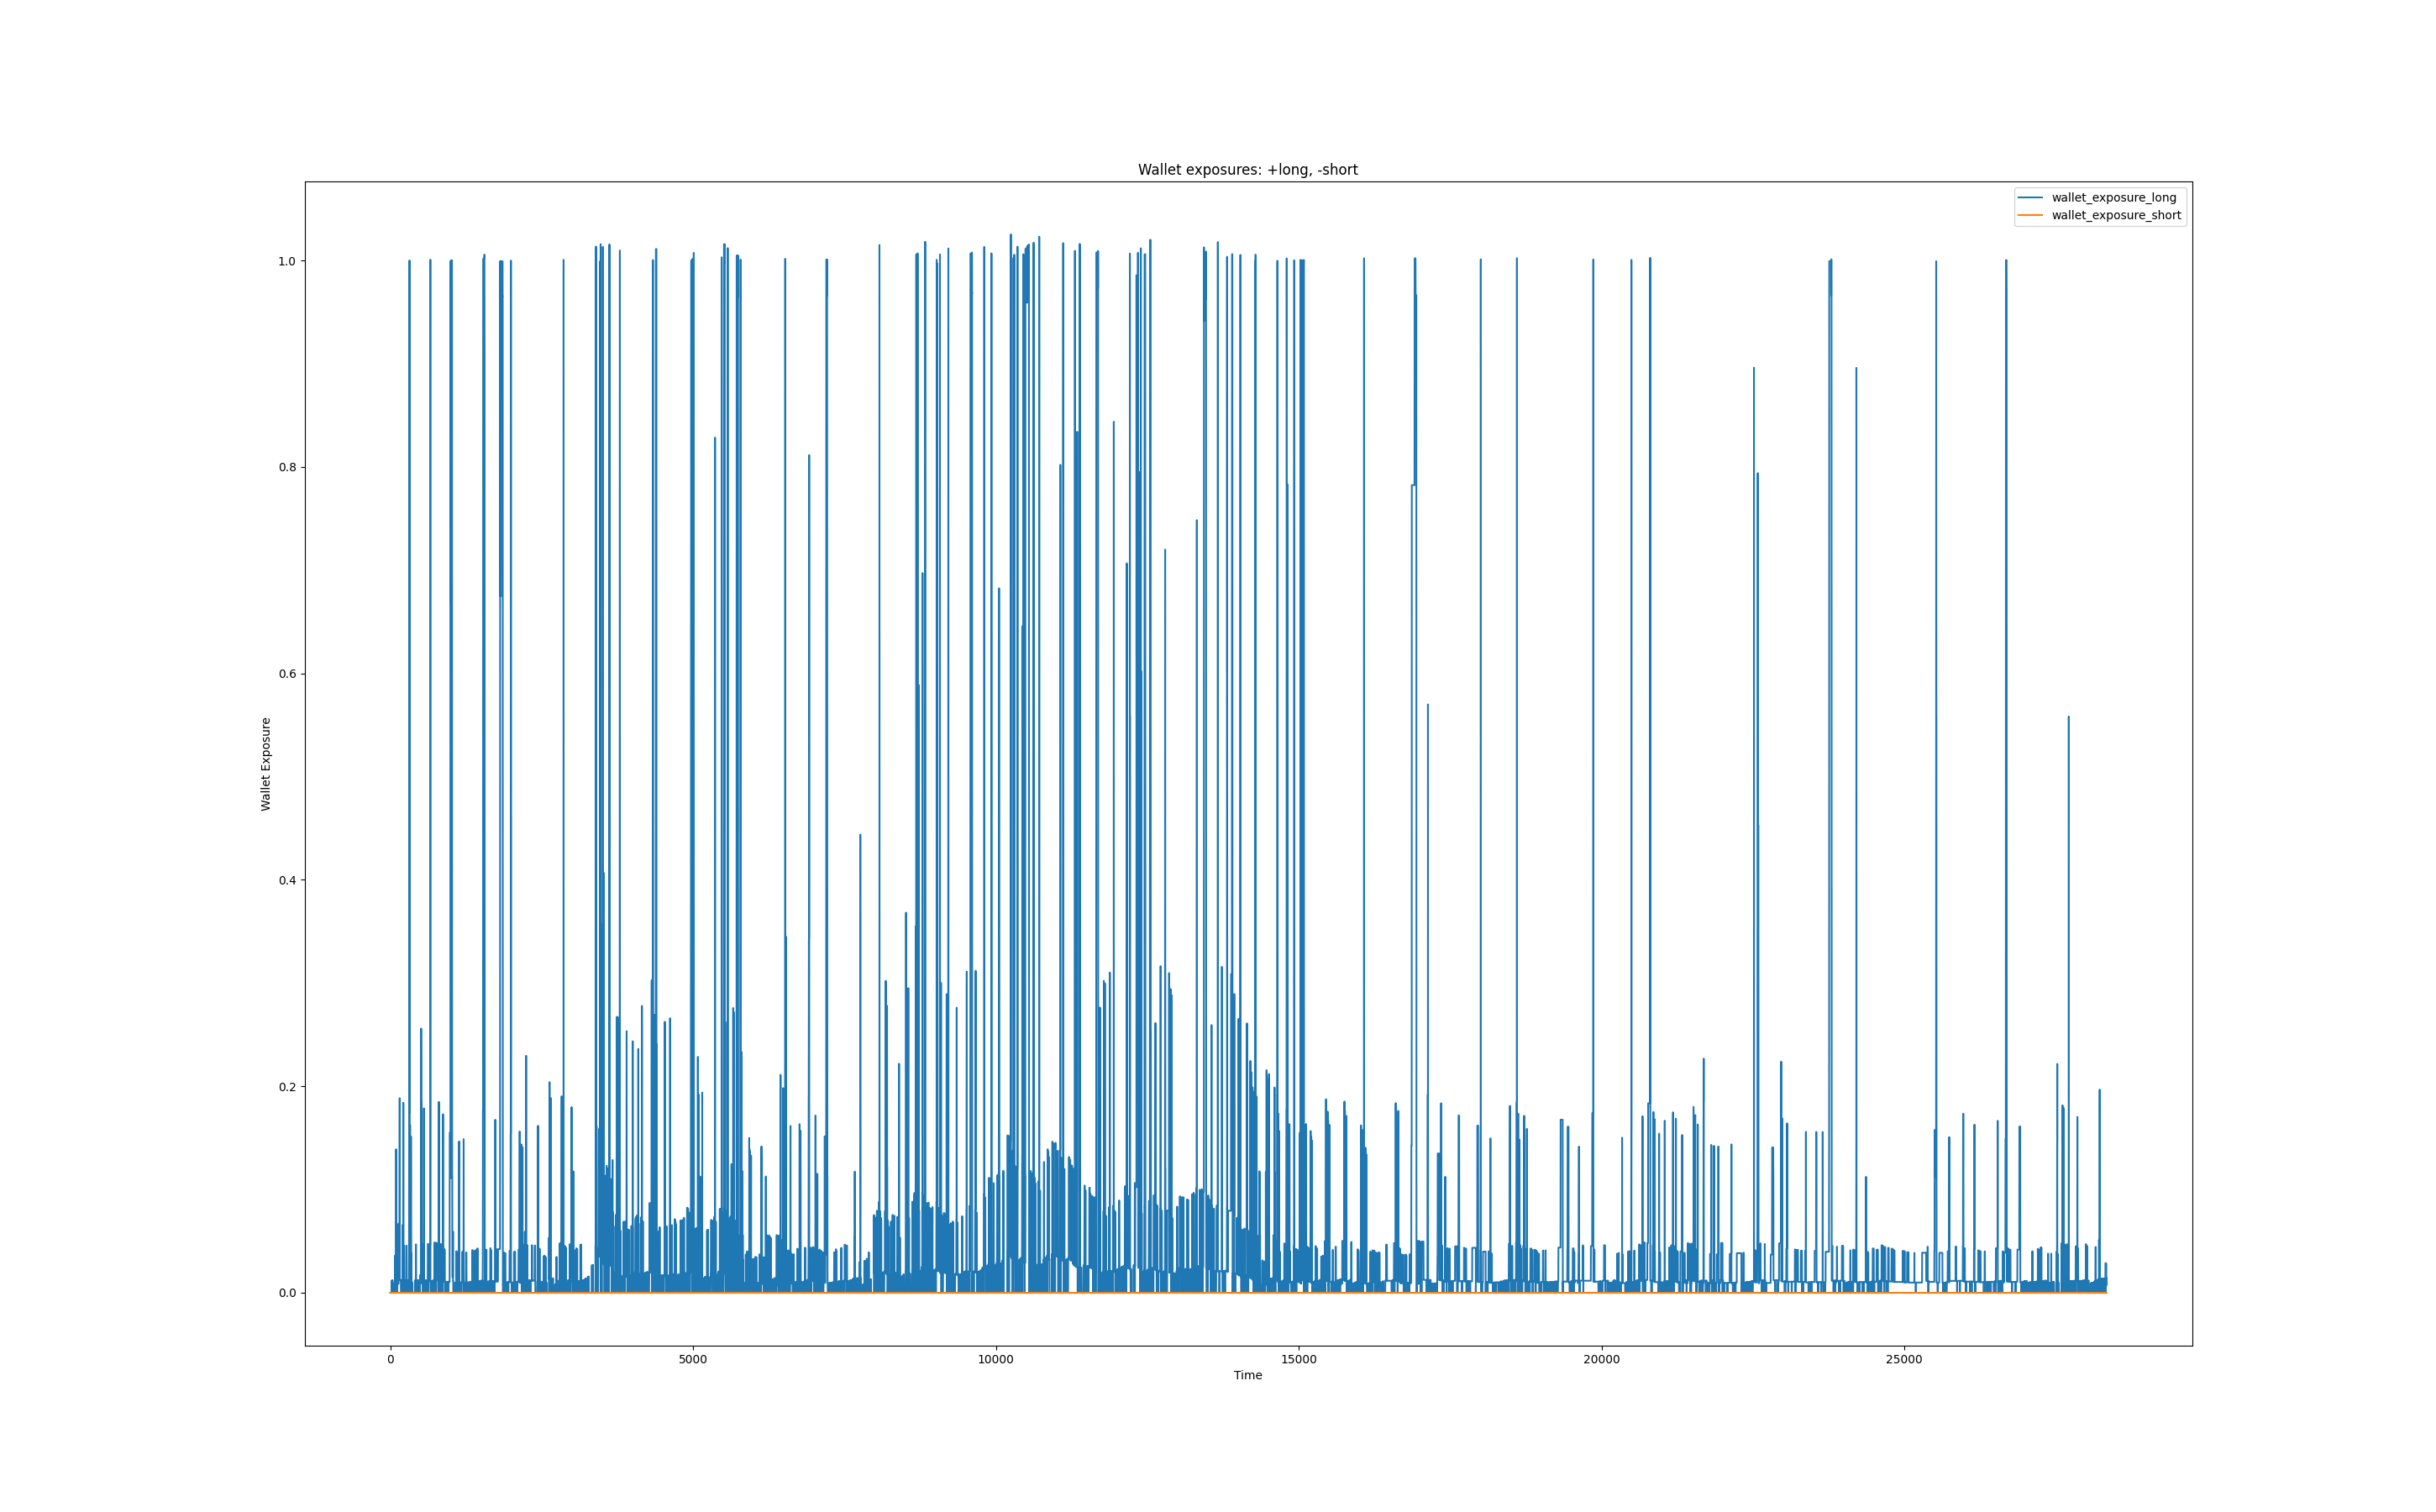 Wallet exposures: +long, -short
wallet_exposure_long
wallet_exposure_short
1.0
0.8
0.6
0.4
0.2
0.0
Wallet Exposure
0 5000 10000 15000 20000 25000
Time